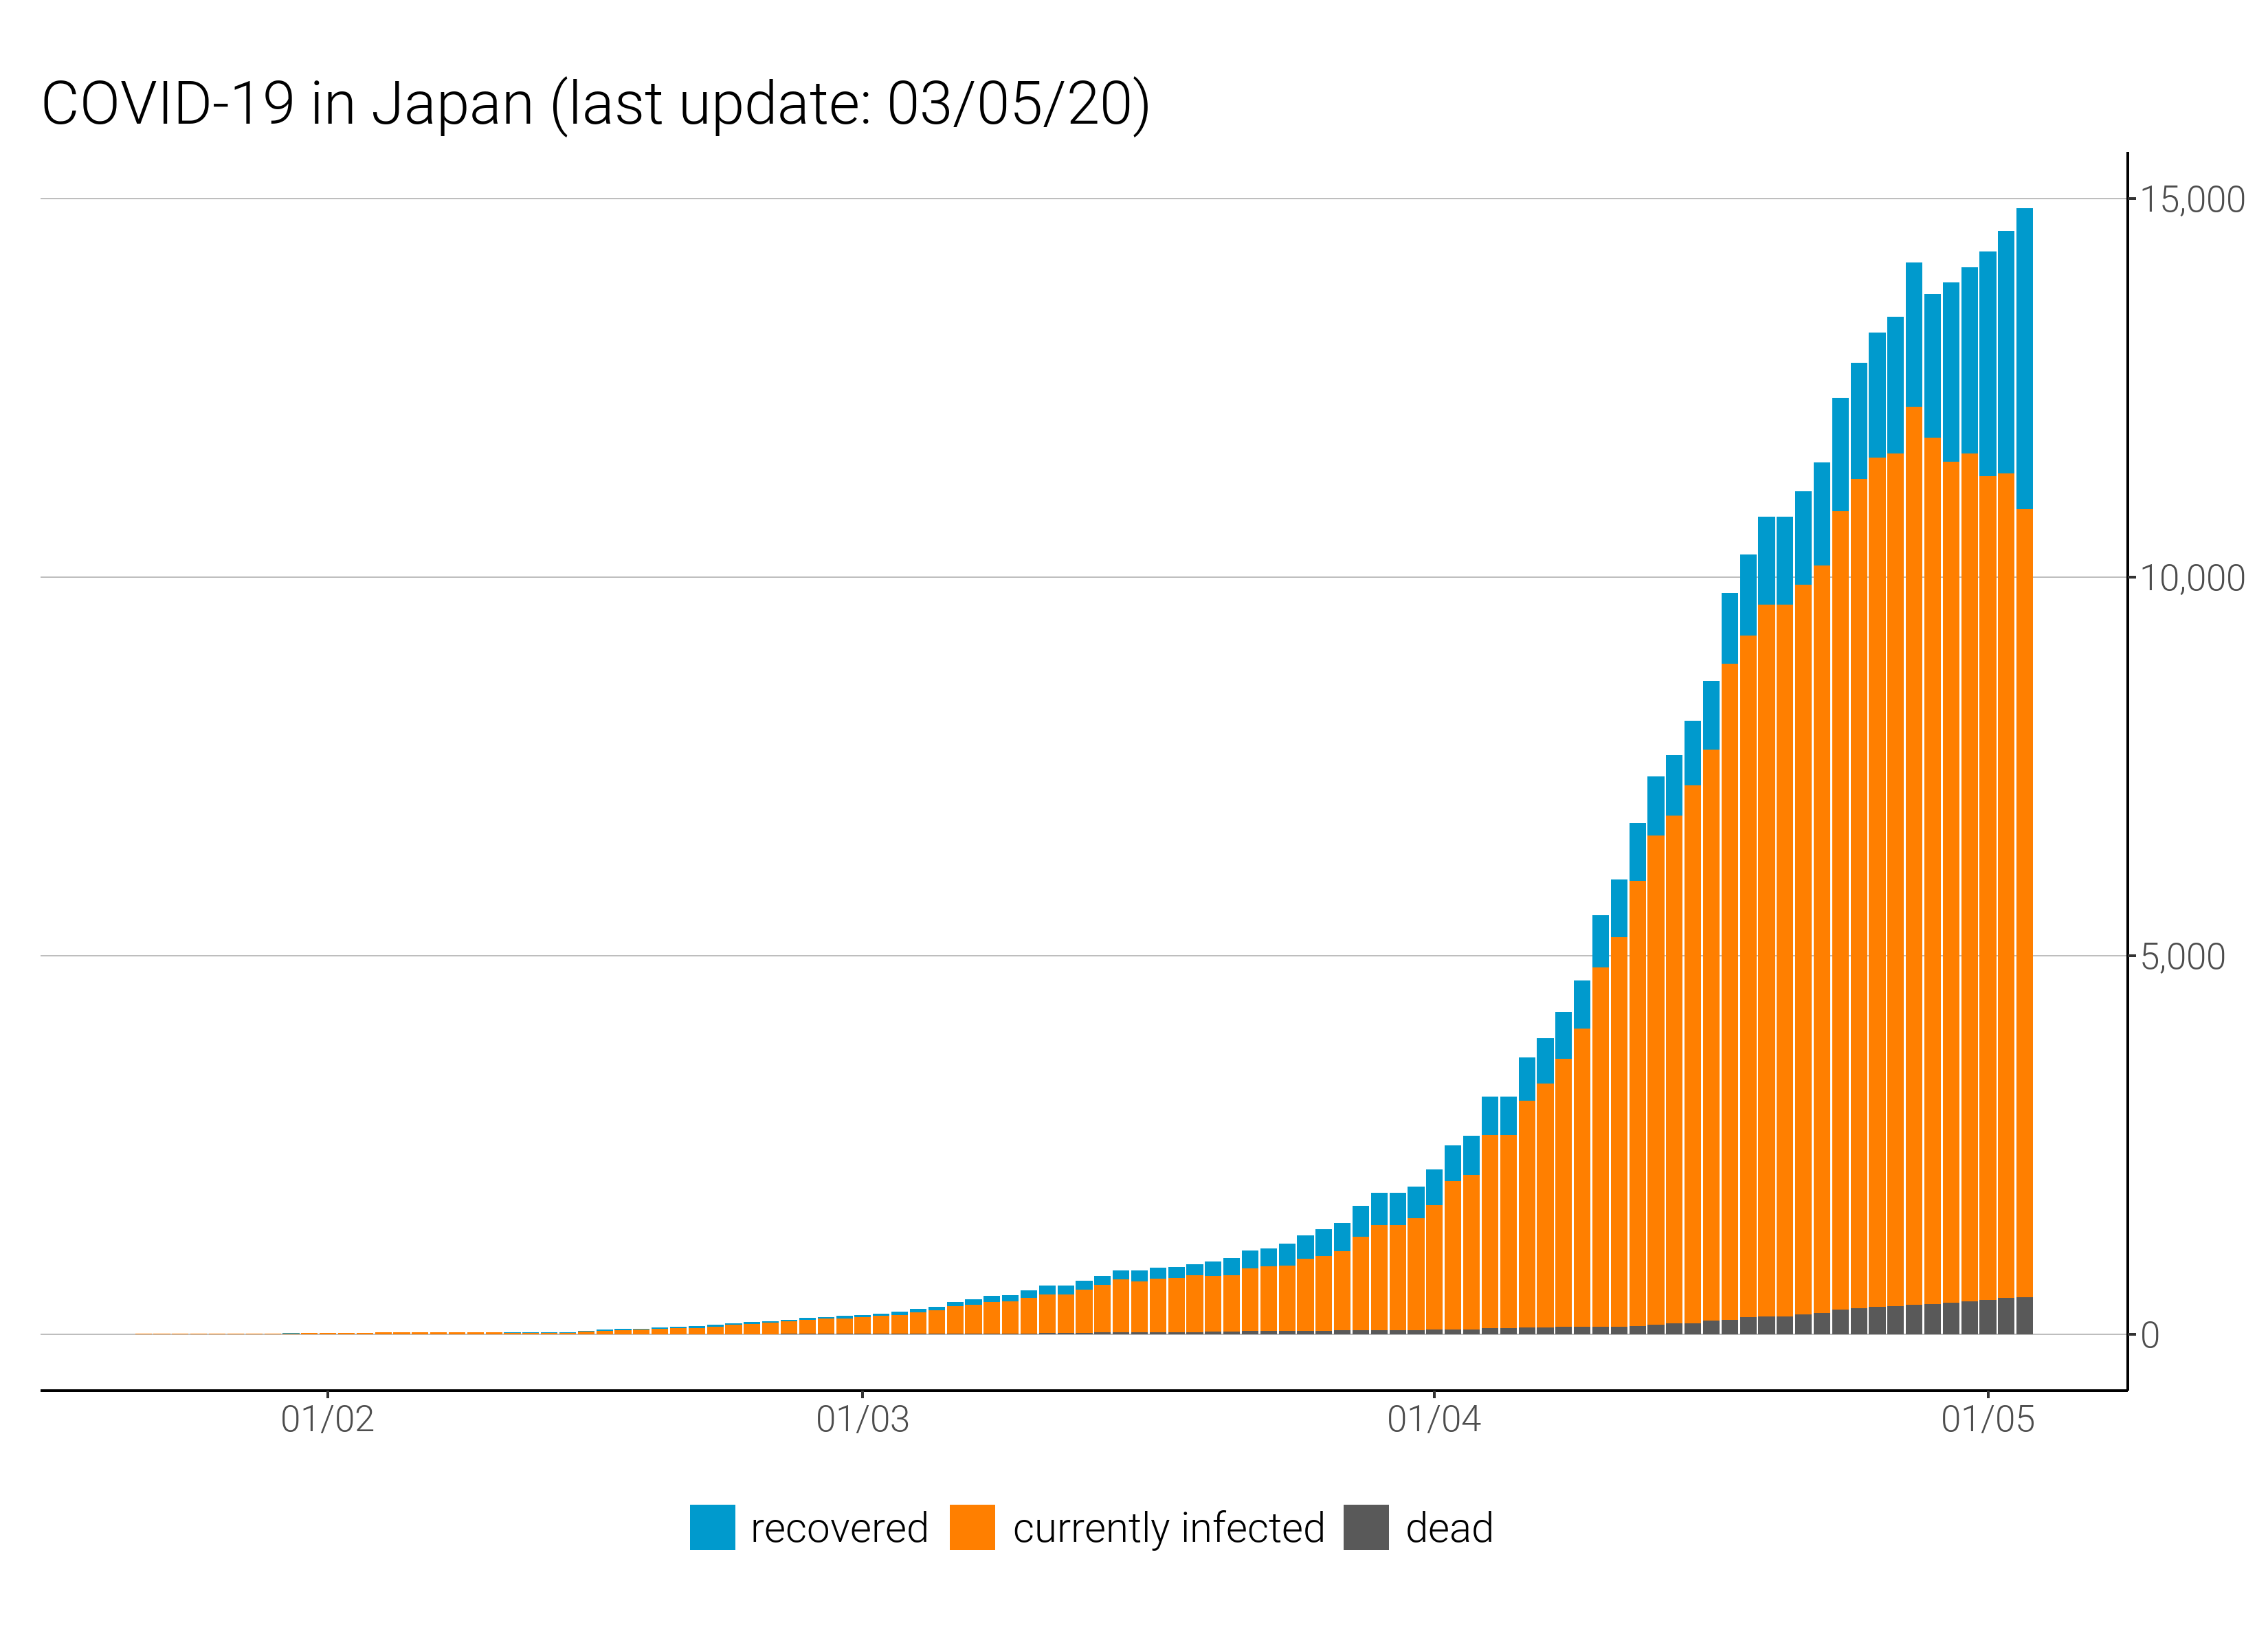 COVID-19 in Japan (last update: 03/05/20)
15,000
10,000
5,000
0
01/02 01/03 01/04 01/05
recovered currently infected dead